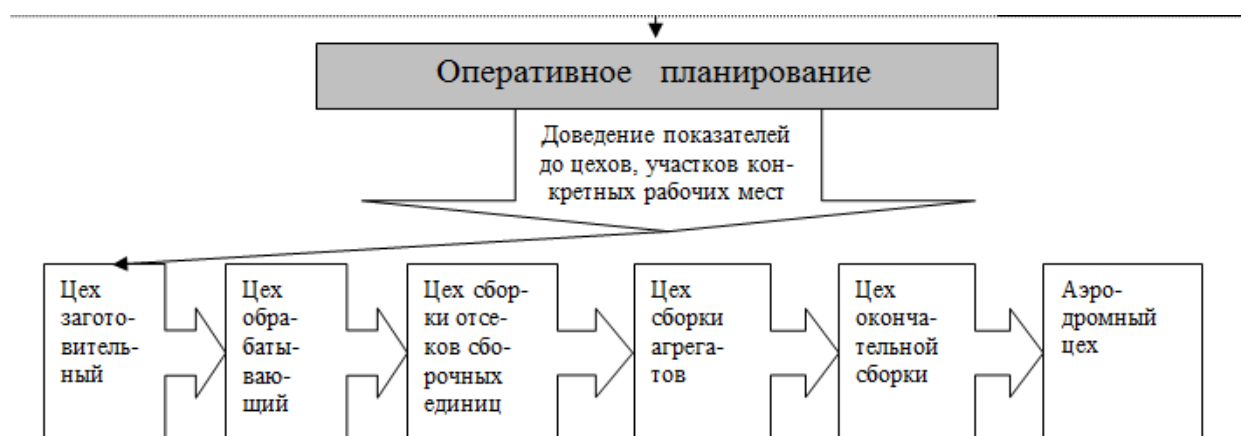 Оперативное планирование
Доведение показателей
до цехов, участков кон-
кретных рабочих мест
Цех
загото-
витель-
ный
Цех
обра-
баты-
ваю-
щий
Цех сбор-
ки отсе-
ков сбо-
рочных
единиц
Цех
сборки
агрега-
тов
Цех
оконча-
тельной
сборки
Аэро-
дромный
цех